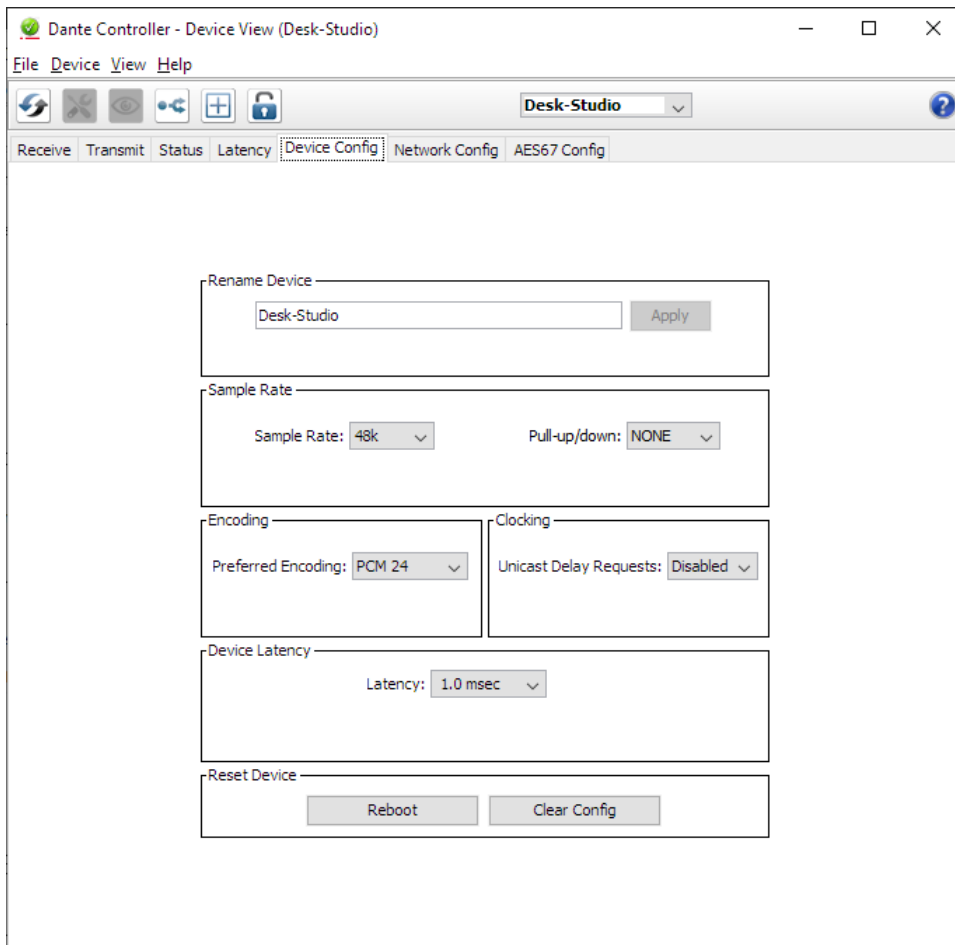 Dante Controller - Device View (Desk-Studio)
File Device View Help
Desk-Studio
?
Receive Transmit Status Latency Device Config Network Config AES67 Config
Rename Device
Desk-Studio Apply
Sample Rate
Sample Rate: 48k Pull-up/down: NONE
Encoding Clocking
Preferred Encoding: PCM 24 Unicast Delay Requests: Disabled
Device Latency
Latency: 1.0 msec
Reset Device
Reboot Clear Config